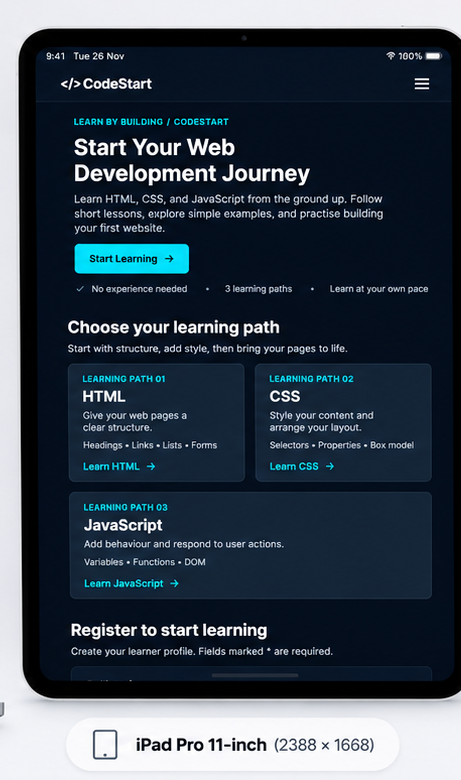 9:41 Tue 26 Nov 100%
</> CodeStart
LEARN BY BUILDING / CODESTART
Start Your Web
Development Journey
Learn HTML, CSS, and JavaScript from the ground up. Follow
short lessons, explore simple examples, and practise building
your first website.
Start Learning →
✓ No experience needed • 3 learning paths • Learn at your own pace
Choose your learning path
Start with structure, add style, then bring your pages to life.
LEARNING PATH 01
HTML
Give your web pages a
clear structure.
Headings • Links • Lists • Forms
Learn HTML →
LEARNING PATH 02
CSS
Style your content and
arrange your layout.
Selectors • Properties • Box model
Learn CSS →
LEARNING PATH 03
JavaScript
Add behaviour and respond to user actions.
Variables • Functions • DOM
Learn JavaScript →
Register to start learning
Create your learner profile. Fields marked * are required.
iPad Pro 11-inch (2388 × 1668)